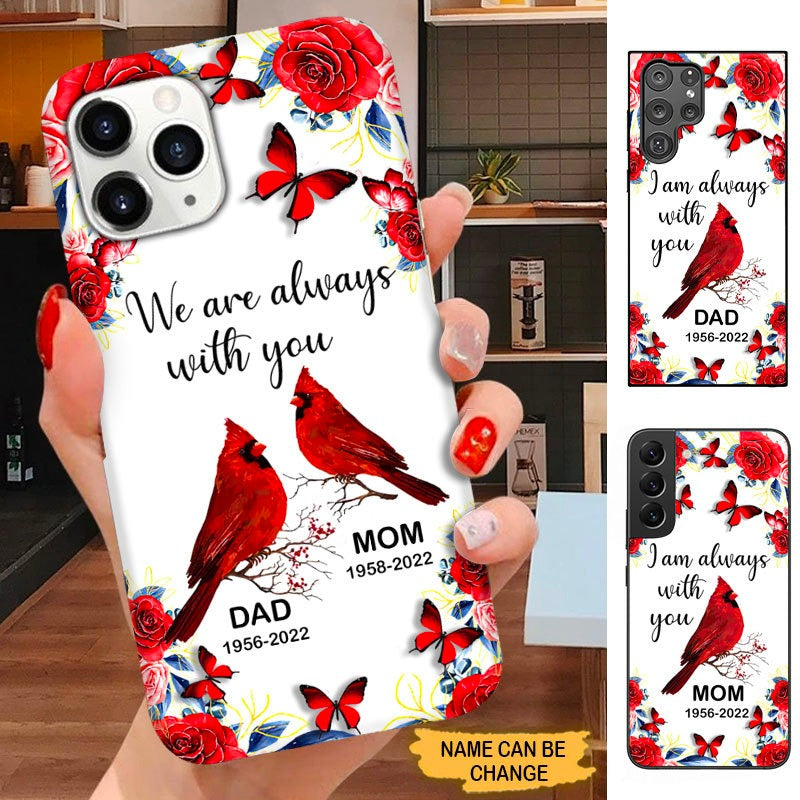 We are always
with you
MOM
1958-2022
DAD
1956-2022
NAME CAN BE
CHANGE
I am always
with
you
DAD
1956-2022
I am always
with
you
MOM
1956-2022